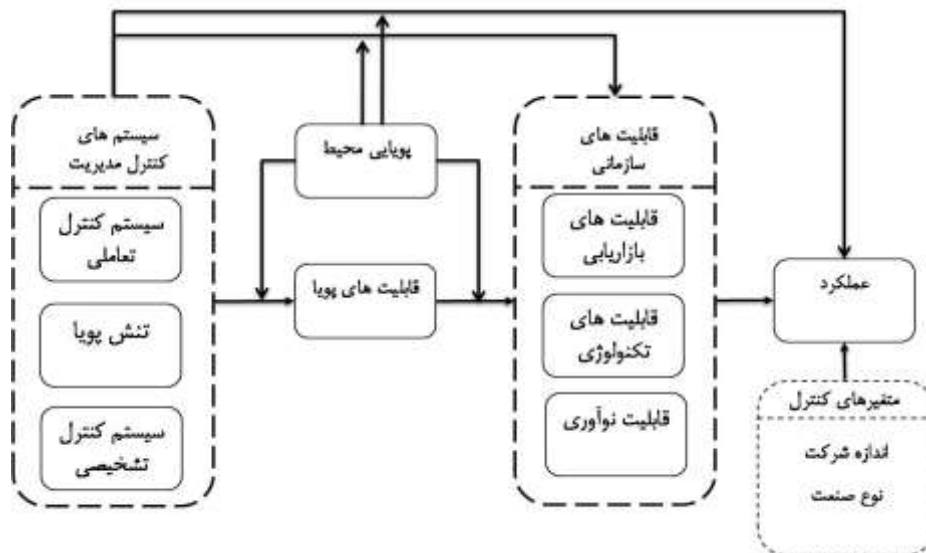 سیستم های
کنترل مدیریت
سیستم کنترل
تعاملی
تنش پویا
سیستم کنترل
تشخیصی
پویایی محیط
قابلیت های پویا
قابلیت های
سازمانی
قابلیت های
بازاریابی
قابلیت های
تکنولوژی
قابلیت نوآوری
عملکرد
متغیرهای کنترل
اندازه شرکت
نوع صنعت